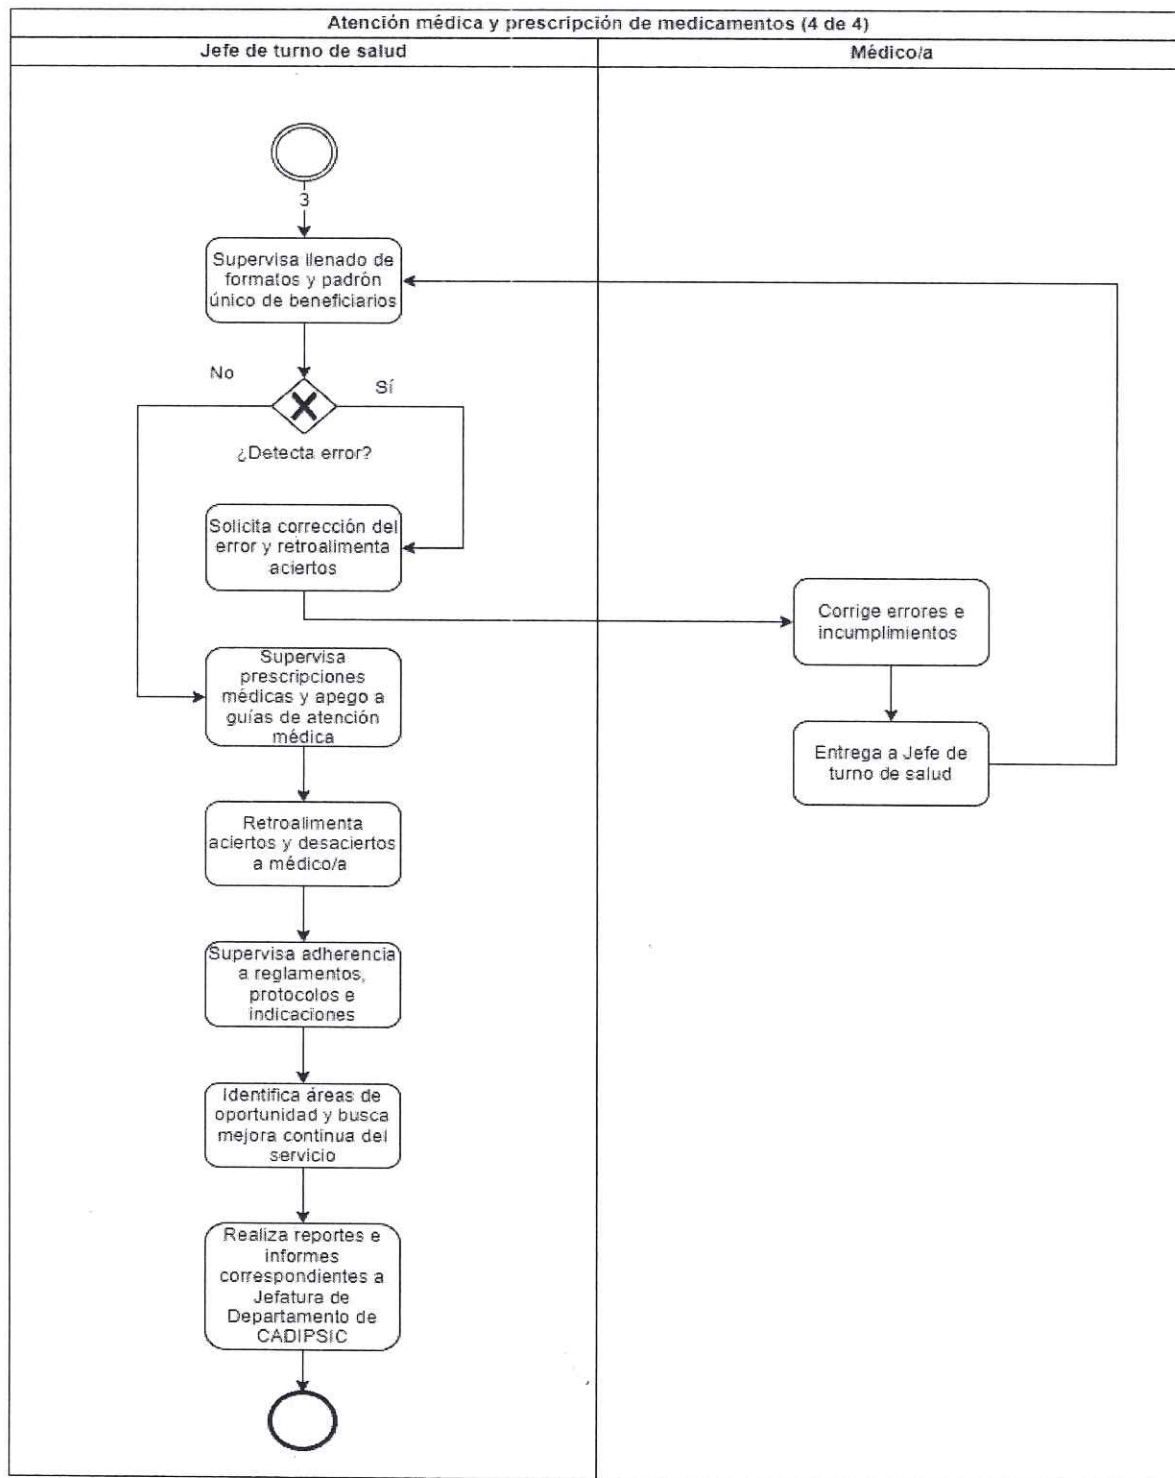 Atención médica y prescripción de medicamentos (4 de 4)
Jefe de turno de salud
Médico/a
3
Supervisa llenado de
formatos y padrón
único de beneficiarios
No
Sí
¿Detecta error?
Solicita corrección del
error y retroalimenta
aciertos
Corrige errores e
incumplimientos
Supervisa
prescripciones
médicas y apego a
guías de atención
médica
Entrega a Jefe de
turno de salud
Retroalimenta
aciertos y desaciertos
a médico/a
Supervisa adherencia
a reglamentos,
protocolos e
indicaciones
Identifica áreas de
oportunidad y busca
mejora continua del
servicio
Realiza reportes e
informes
correspondientes a
Jefatura de
Departamento de
CADIPSIC